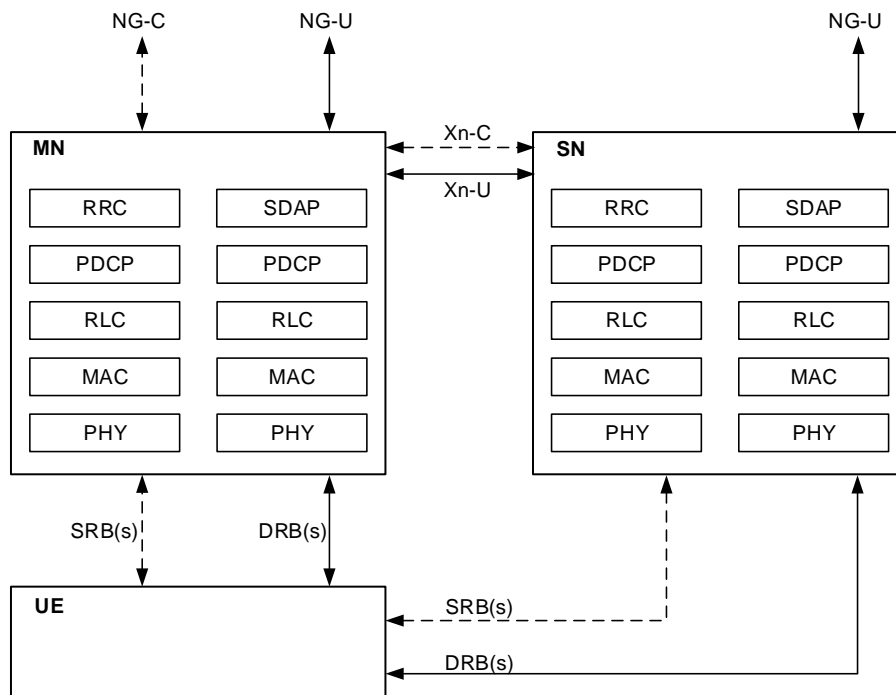 NG-C NG-U NG-U
Xn-C
MN SN
Xn-U
RRC SDAP RRC SDAP
PDCP PDCP PDCP PDCP
RLC RLC RLC RLC
MAC MAC MAC MAC
PHY PHY PHY PHY
SRB(s) DRB(s)
UE SRB(s)
DRB(s)